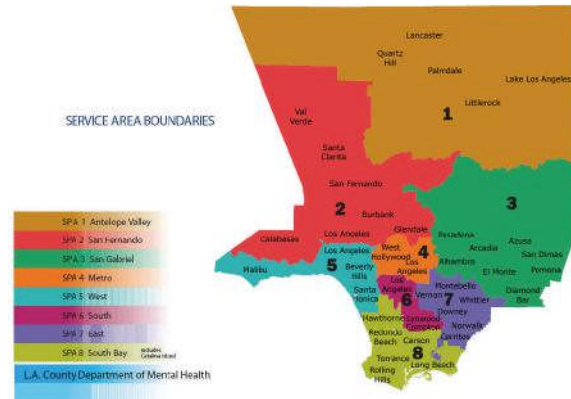 SERVICE AREA BOUNDARIES
SPA 1 Antelope Valley
SPA 2 San Fernando
SPA 3 San Gabriel
SPA 4 Metro
SPA 5 West
SPA 6 South
SPA 7 East
SPA 8 South Bay
Includes
Catalina Island
L.A. County Department of Mental Health
Lancaster
Quartz
Hill
Palmdale
Lake Los Angeles
Littlerock
1
Val
Verde
Santa
Clarita
San Fernando
2
Burbank
Glendale
Los Angeles
Calabasas
3
Pasadena
Azusa
Arcadia
San Dimas
Alhambra
El Monte
Pomona
Diamond
Bar
West
Hollywood
4
Los
Angeles
Los Angeles
Malibu
5
Beverly
Hills
Santa
Monica
Los
Angeles
6
Lynwood
Compton
Vernon
Montebello
7
Whittier
Downey
Norwalk
Cerritos
Hawthorne
Redondo
Beach
Carson
8
Torrance
Long Beach
Rolling
Hills